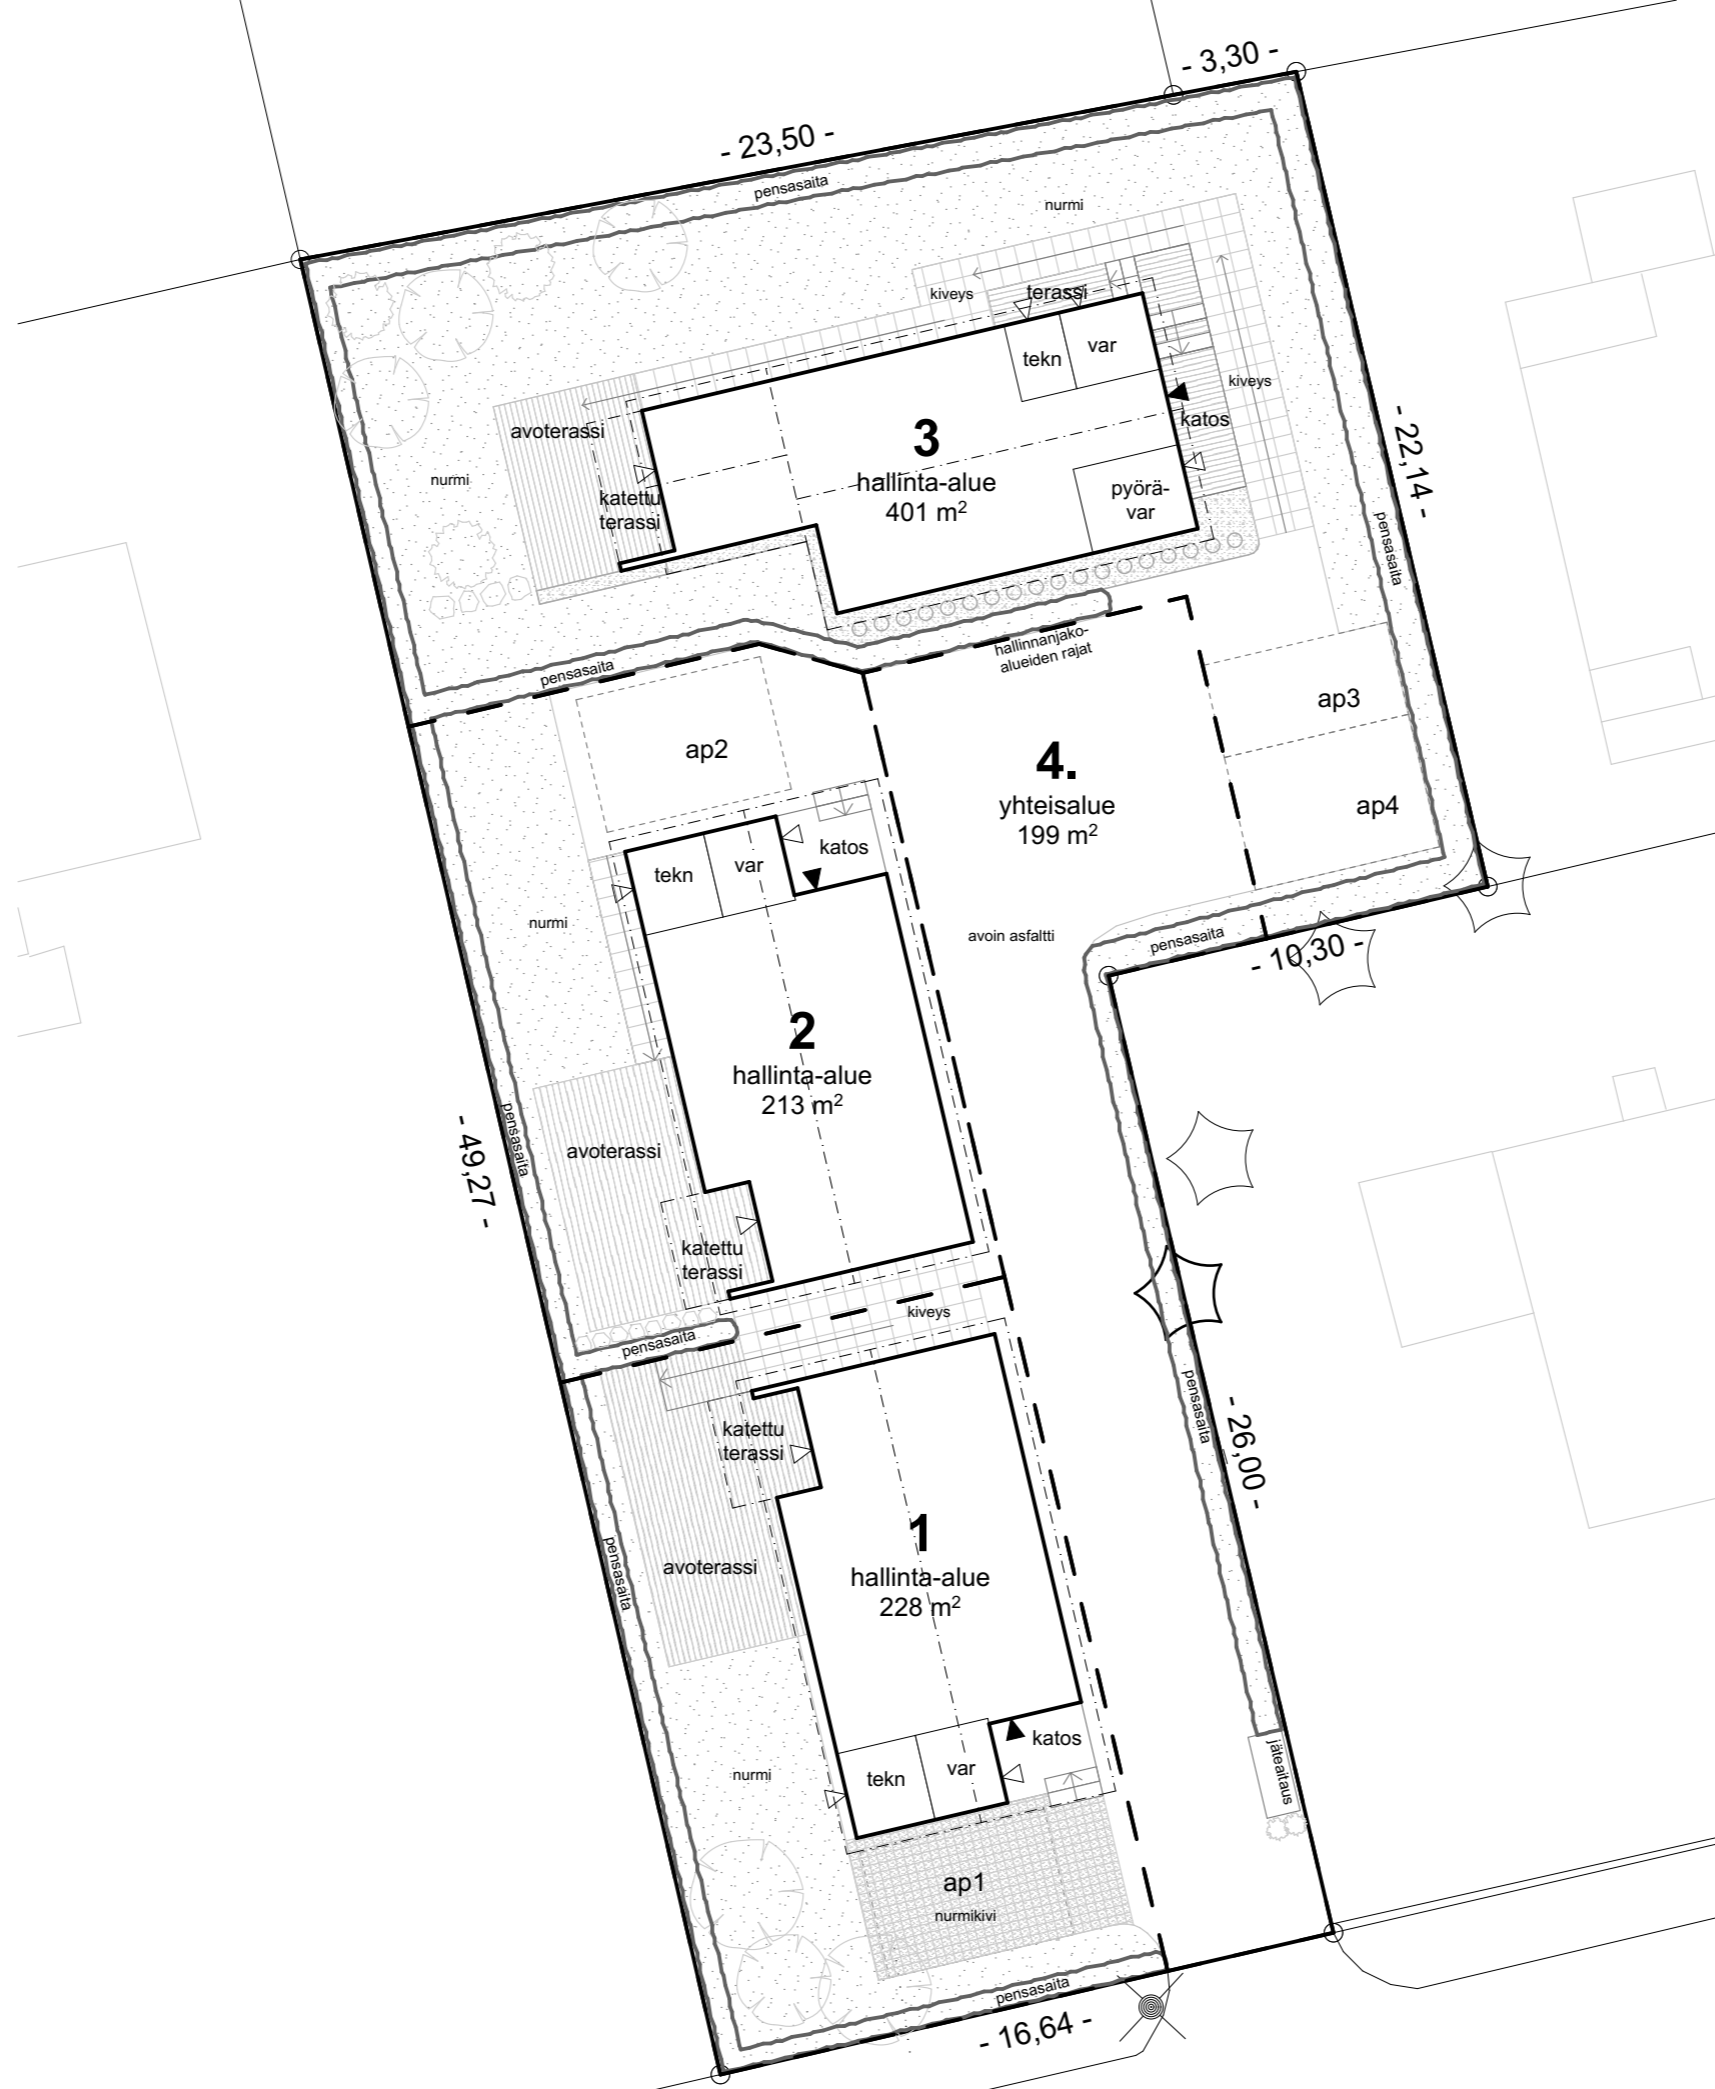 - 3,30 -
- 23,50 -
pensasaita
nurmi
kiveys
terassi
tekn
var
kiveys
avoterassi
katos
3
hallinta-alue
401 m²
- 22,14 -
nurmi
katettu
terassi
pyörä-
var
pensasaita
hallinnanjako-
alueiden rajat
pensasaita
ap3
ap2
4.
yhteisalue
199 m²
ap4
katos
tekn
var
nurmi
avoin asfaltti
pensasaita
- 10,30 -
2
hallinta-alue
213 m²
pensasaita
- 49,27 -
avoterassi
katettu
terassi
kiveys
pensasaita
pensasaita
- 26,00 -
katettu
terassi
1
hallinta-alue
228 m²
avoterassi
pensasaita
katos
tekn
var
nurmi
jäteaitaus
ap1
nurmikivi
pensasaita
- 16,64 -